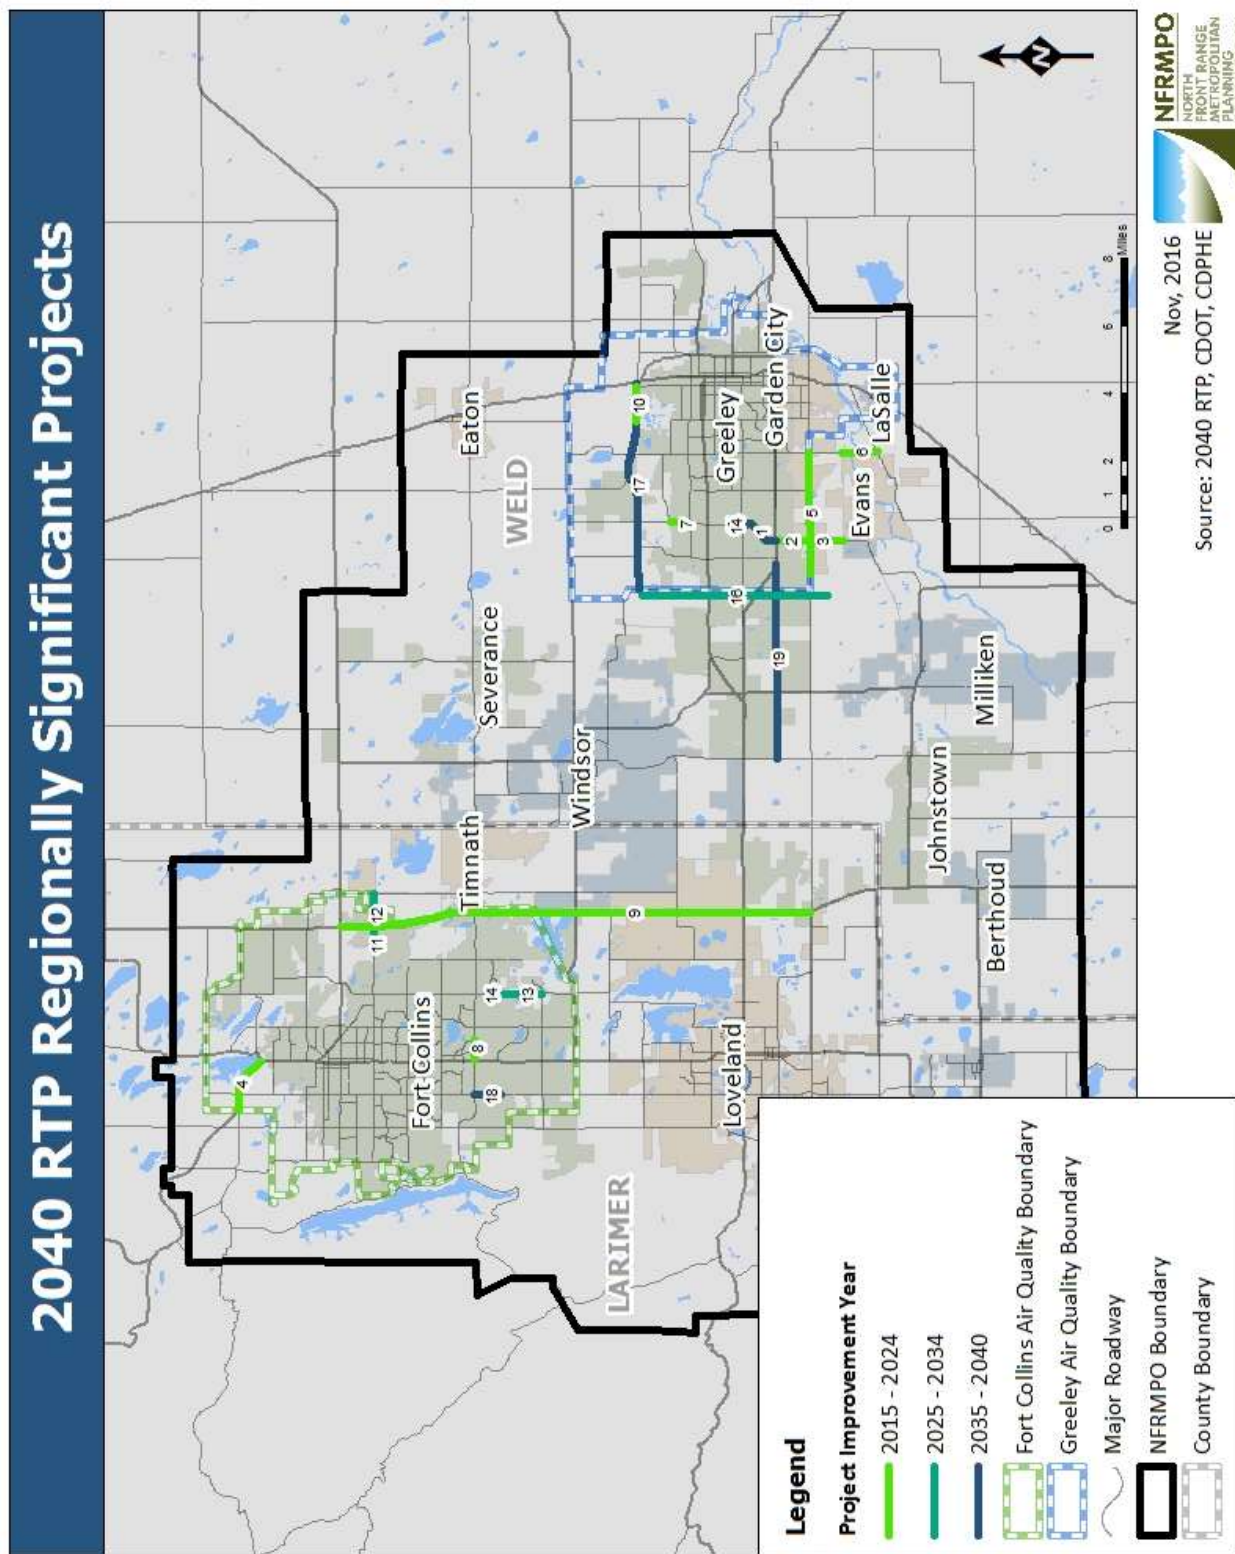 2040 RTP Regionally Significant Projects
N
WELD
LARIMER
Eaton
Severance
Windsor
Timnath
Fort Collins
Loveland
Berthoud
Johnstown
Milliken
Greeley
Garden City
Evans
LaSalle
4
11
12
9
14
13
8
18
10
17
7
14
1
2
5
3
6
16
19
Legend
Project Improvement Year
2015 - 2024
2025 - 2034
2035 - 2040
Fort Collins Air Quality Boundary
Greeley Air Quality Boundary
Major Roadway
NFRMPO Boundary
County Boundary
0 1 2 4 6 8
Miles
Nov, 2016
Source: 2040 RTP, CDOT, CDPHE
NFRMPO
NORTH
FRONT RANGE
METROPOLITAN
PLANNING